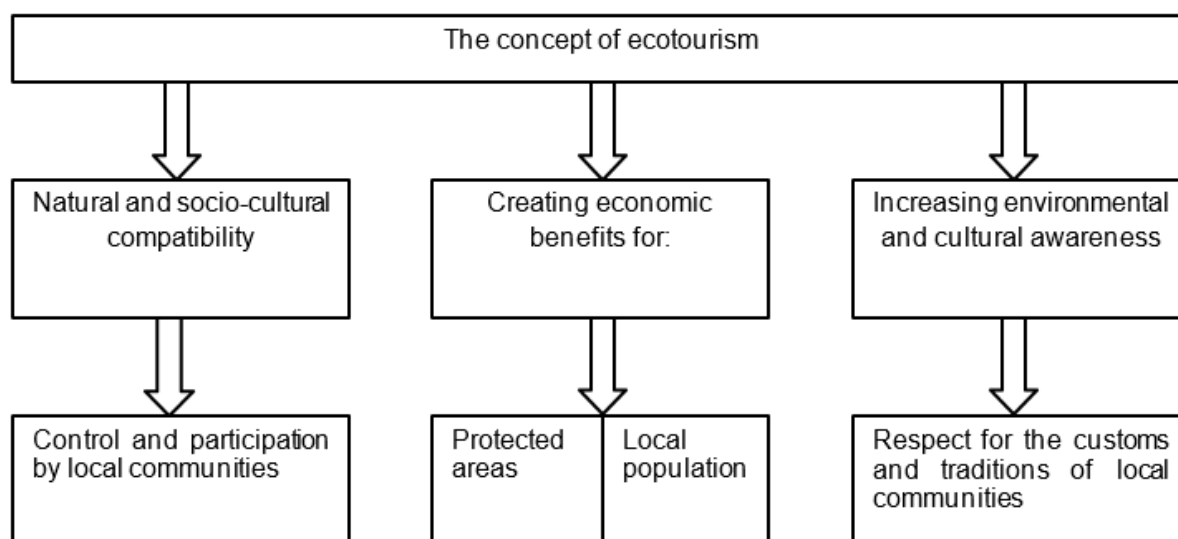 The concept of ecotourism
Natural and socio-cultural
compatibility
Creating economic
benefits for:
Increasing environmental
and cultural awareness
Control and participation
by local communities
Protected
areas
Local
population
Respect for the customs
and traditions of local
communities